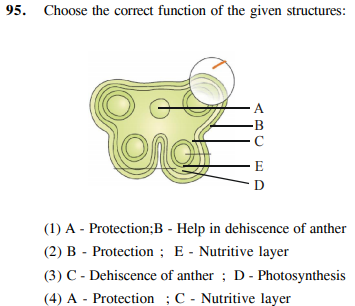 95. Choose the correct function of the given structures:
A
B
C
E
D
(1) A - Protection;B - Help in dehiscence of anther
(2) B - Protection ; E - Nutritive layer
(3) C - Dehiscence of anther ; D - Photosynthesis
(4) A - Protection ; C - Nutritive layer